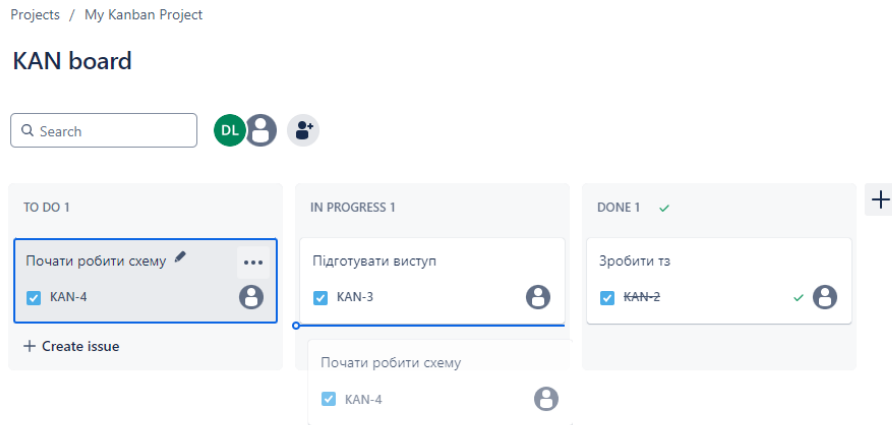 Projects / My Kanban Project
KAN board
Search
DL
TO DO 1
Почати робити схему
KAN-4
Create issue
IN PROGRESS 1
Підготувати виступ
KAN-3
Почати робити схему
KAN-4
DONE 1
Зробити тз
KAN-2